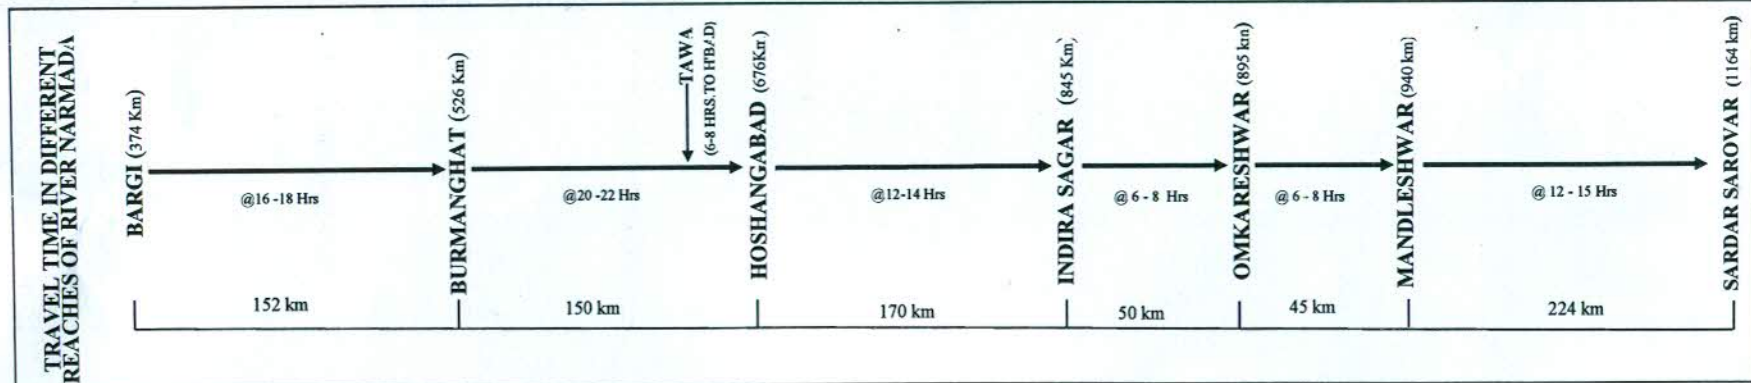 TRAVEL TIME IN DIFFERENT
REACHES OF RIVER NARMADA
BARGI (374 Km)
BURMANGHAT (526 Km)
TAWA
(6-8 HRS.TO H'BAD)
HOSHANGABAD (676Km)
INDIRA SAGAR (845 Km)
OMKARESHWAR (895 km)
MANDLESHWAR (940 km)
SARDAR SAROVAR (1164 km)
@16 -18 Hrs
@20 -22 Hrs
@12-14 Hrs
@ 6 - 8 Hrs
@ 6 - 8 Hrs
@ 12 - 15 Hrs
152 km
150 km
170 km
50 km
45 km
224 km